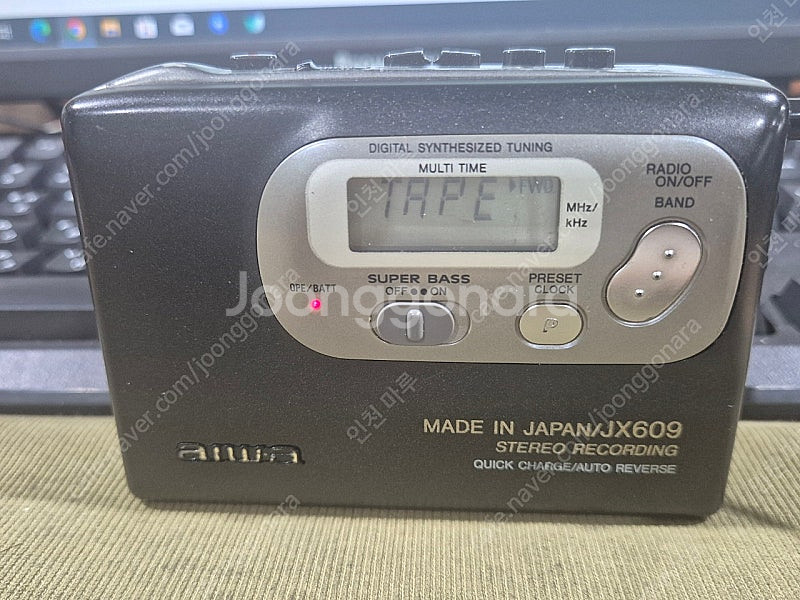 DIGITAL SYNTHESIZED TUNING
MULTI TIME
TAPE FWD
MHz/
kHz
RADIO
ON/OFF
BAND
OPE/BATT
SUPER BASS
OFF ON
PRESET
CLOCK
P
Joonggonara
MADE IN JAPAN/JX609
STEREO RECORDING
QUICK CHARGE/AUTO REVERSE
aiwa
cafe.naver.com/joonggonara
인천 마루